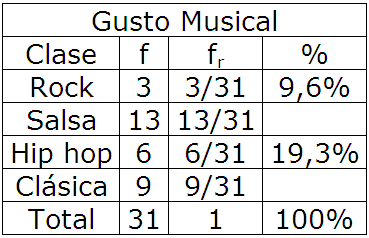 Gusto Musical
Clase f fr %
Rock 3 3/31 9,6%
Salsa 13 13/31
Hip hop 6 6/31 19,3%
Clásica 9 9/31
Total 31 1 100%